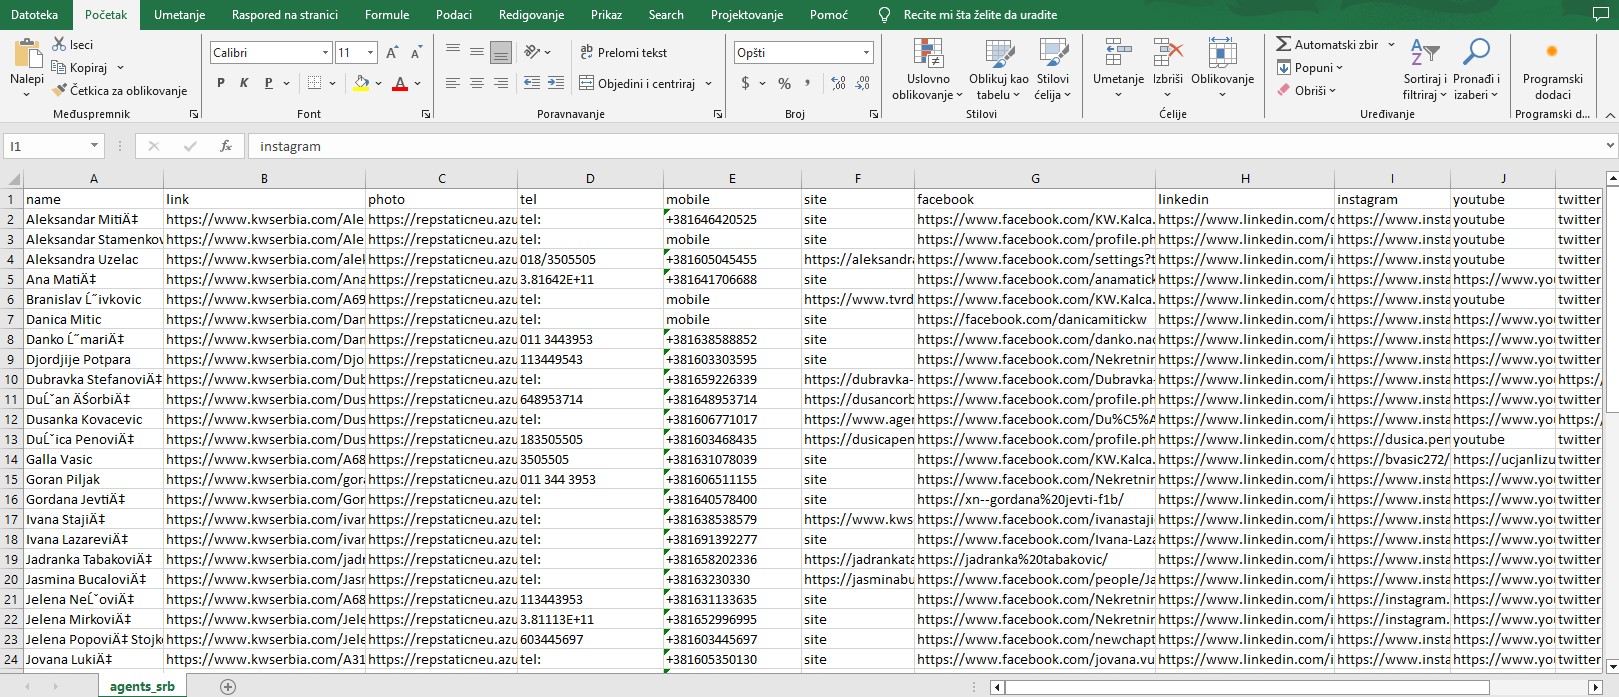 Datoteka Početak Umetanje Raspored na stranici Formule Podaci Redigovanje Prikaz Search Projektovanje Pomoć Recite mi šta želite da uradite
Nalepi
Iseci
Kopiraj
Četkica za oblikovanje
Međuspremnik
Calibri 11
P K P
Font
Prelomi tekst
Objedini i centriraj
Poravnavanje
Opšti
$ %
Broj
Uslovno oblikovanje
Oblikuj kao tabelu
Stilovi ćelija
Stilovi
Umetanje Izbriši Oblikovanje
Ćelije
Automatski zbir
Popuni
Obriši
Sortiraj i filtriraj
Pronađi i izaberi
Uređivanje
Programski dodaci
Programski d...
I1 fx instagram
A B C D E F G H I J
1 name link photo tel mobile site facebook linkedin instagram youtube twitter
2 Aleksandar MitiÄ‡ https://www.kwserbia.com/Ale https://repstaticneu.azu tel: +381646420525 site https://www.facebook.com/KW.Kalca. https://www.linkedin.com/c https://www.insta youtube twitter
3 Aleksandar Stamenkov https://www.kwserbia.com/Ale https://repstaticneu.azu tel: mobile site https://www.facebook.com/profile.ph https://www.linkedin.com/i https://www.insta youtube twitter
4 Aleksandra Uzelac https://www.kwserbia.com/alek https://repstaticneu.azu 018/3505505 +381605045455 https://aleksandra https://www.facebook.com/settings?t https://www.linkedin.com/i https://www.insta youtube twitter
5 Ana MatiÄ‡ https://www.kwserbia.com/Ana https://repstaticneu.azu 3.81642E+11 +381641706688 site https://www.facebook.com/anamatick https://www.linkedin.com/i https://www.insta https://www.you twitter
6 Branislav Ĺ˝ivkovic https://www.kwserbia.com/A69 https://repstaticneu.azu tel: mobile https://www.tvrd https://www.facebook.com/KW.Kalca. https://www.linkedin.com/c https://www.insta youtube twitter
7 Danica Mitic https://www.kwserbia.com/Dan https://repstaticneu.azu tel: mobile site https://facebook.com/danicamitickw https://www.linkedin.com/i https://www.insta https://www.you twitter
8 Danko Ĺ˝mariÄ‡ https://www.kwserbia.com/Dan https://repstaticneu.azu 011 3443953 +381638588852 site https://www.facebook.com/danko.nac https://www.linkedin.com/i https://www.insta https://www.you twitter
9 Djordjije Potpara https://www.kwserbia.com/Djo https://repstaticneu.azu 113449543 +381603303595 site https://www.facebook.com/Nekretnir https://www.linkedin.com/i https://www.insta https://www.you twitter
10 Dubravka StefanoviÄ‡ https://www.kwserbia.com/Dub https://repstaticneu.azu tel: +381659226339 https://dubravka- https://www.facebook.com/Dubravka- https://www.linkedin.com/i https://www.insta https://www.you https:/
11 DuĹˇan ÄŚorbiÄ‡ https://www.kwserbia.com/Dus https://repstaticneu.azu 648953714 +381648953714 https://dusancorb https://www.facebook.com/profile.ph https://www.linkedin.com/i https://www.insta https://www.you twitter
12 Dusanka Kovacevic https://www.kwserbia.com/Dus https://repstaticneu.azu tel: +381606771017 https://www.agen https://www.facebook.com/Du%C5%A https://www.linkedin.com/i https://www.insta https://www.you https:/
13 DuĹˇica PenoviÄ‡ https://www.kwserbia.com/Dus https://repstaticneu.azu 183505505 +381603468435 https://dusicapen https://www.facebook.com/profile.ph https://www.linkedin.com/c https://dusica.pen youtube twitter
14 Galla Vasic https://www.kwserbia.com/A68 https://repstaticneu.azu 3505505 +381631078039 site https://www.facebook.com/KW.Kalca. https://www.linkedin.com/c https://bvasic272/ https://ucjanlizu twitter
15 Goran Piljak https://www.kwserbia.com/gora https://repstaticneu.azu 011 344 3953 +381606511155 site https://www.facebook.com/Nekretnir https://www.linkedin.com/i https://www.insta https://www.you twitter
16 Gordana JevtiÄ‡ https://www.kwserbia.com/Gor https://repstaticneu.azu tel: +381640578400 site https://xn--gordana%20jevti-f1b/ https://www.linkedin.com/i https://www.insta https://www.you twitter
17 Ivana StajiÄ‡ https://www.kwserbia.com/ivan https://repstaticneu.azu tel: +381638538579 https://www.kws https://www.facebook.com/ivanastajic https://www.linkedin.com/i https://www.insta https://www.you twitter
18 Ivana LazareviÄ‡ https://www.kwserbia.com/ivan https://repstaticneu.azu tel: +381691392277 site https://www.facebook.com/Ivana-Laza https://www.linkedin.com/i https://www.insta https://www.you twitter
19 Jadranka TabakoviÄ‡ https://www.kwserbia.com/jadr https://repstaticneu.azu tel: +381658202336 https://jadrankata https://jadranka%20tabakovic/ https://www.linkedin.com/i https://www.insta https://www.you twitter
20 Jasmina BucaloviÄ‡ https://www.kwserbia.com/Jasm https://repstaticneu.azu tel: +38163230330 https://jasminabu https://www.facebook.com/people/Ja https://www.linkedin.com/i https://www.insta https://www.you twitter
21 Jelena NeĹˇoviÄ‡ https://www.kwserbia.com/A68 https://repstaticneu.azu 113443953 +381631133635 site https://www.facebook.com/Nekretnir https://www.linkedin.com/i https://instagram. https://www.you twitter
22 Jelena MirkoviÄ‡ https://www.kwserbia.com/Jele https://repstaticneu.azu 3.81113E+11 +381652996995 site https://www.facebook.com/Nekretnir https://www.linkedin.com/i https://instagram. https://www.you twitter
23 Jelena PopoviÄ‡ Stojko https://www.kwserbia.com/Jele https://repstaticneu.azu 603445697 +381603445697 site https://www.facebook.com/newchapt https://www.linkedin.com/i https://www.insta https://www.you twitter
24 Jovana LukiÄ‡ https://www.kwserbia.com/A31 https://repstaticneu.azu tel: +381605350130 site https://www.facebook.com/jovana.vu https://www.linkedin.com/i https://www.insta https://www.you twitter
agents_srb